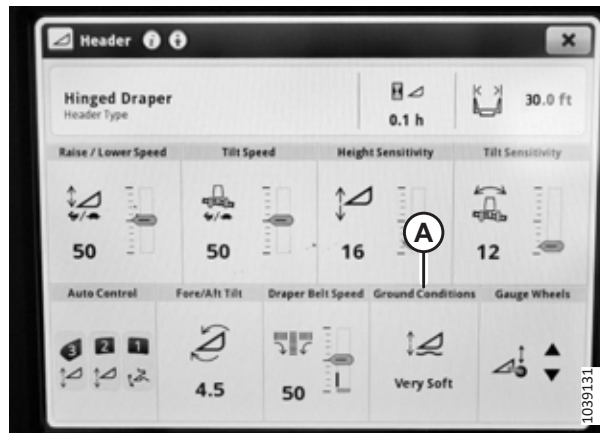 Header
Hinged Draper
Header Type
0.1 h
30.0 ft
Raise / Lower Speed
Tilt Speed
Height Sensitivity
Tilt Sensitivity
50
50
16
12
A
Auto Control
Fore/Aft Tilt
Draper Belt Speed
Ground Conditions
Gauge Wheels
3 2 1
4.5
50
Very Soft
1039131